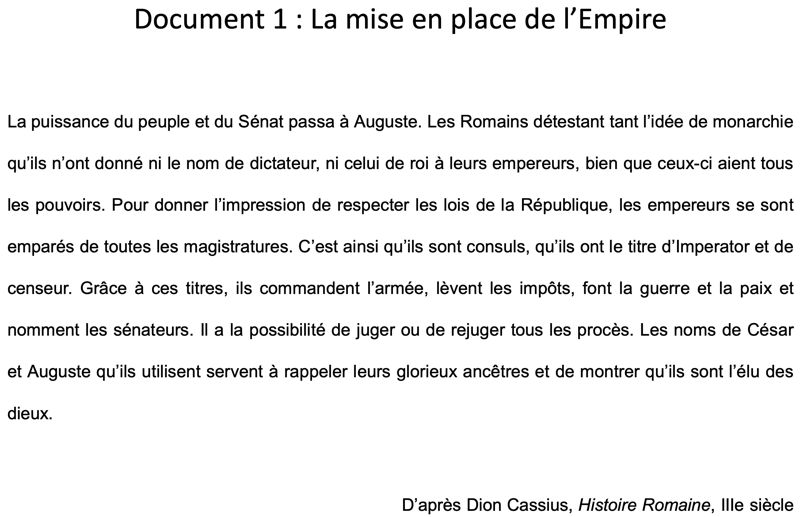 Document 1 : La mise en place de l’Empire
La puissance du peuple et du Sénat passa à Auguste. Les Romains détestant tant l’idée de monarchie
qu’ils n’ont donné ni le nom de dictateur, ni celui de roi à leurs empereurs, bien que ceux-ci aient tous
les pouvoirs. Pour donner l’impression de respecter les lois de la République, les empereurs se sont
emparés de toutes les magistratures. C’est ainsi qu’ils sont consuls, qu’ils ont le titre d’Imperator et de
censeur. Grâce à ces titres, ils commandent l’armée, lèvent les impôts, font la guerre et la paix et
nomment les sénateurs. Il a la possibilité de juger ou de rejuger tous les procès. Les noms de César
et Auguste qu’ils utilisent servent à rappeler leurs glorieux ancêtres et de montrer qu’ils sont l’élu des
dieux.
D’après Dion Cassius, Histoire Romaine, IIIe siècle